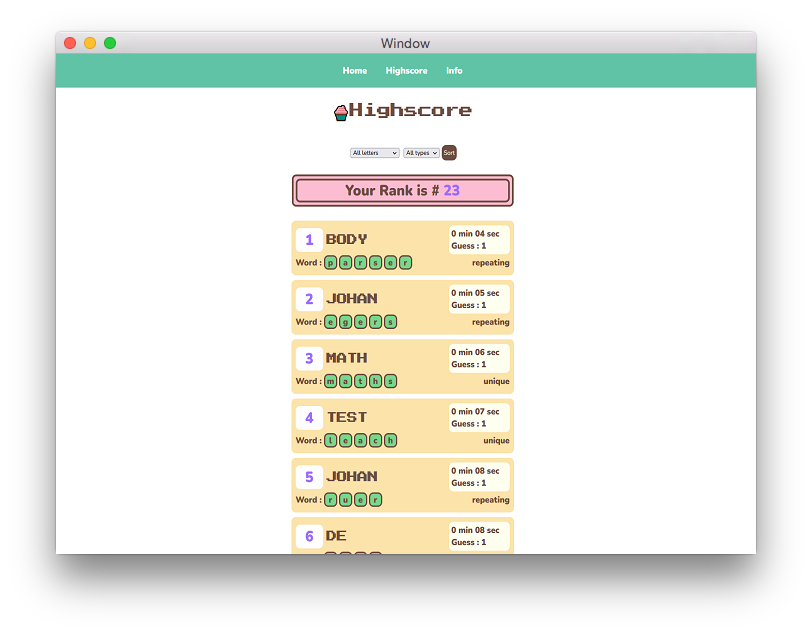 Window
Home Highscore Info
Highscore
All letters All types Sort
Your Rank is # 23
1 BODY 0 min 04 sec
Guess : 1
Word : p a r s e r repeating
2 JOHAN 0 min 05 sec
Guess : 1
Word : e g e r s repeating
3 MATH 0 min 06 sec
Guess : 1
Word : m a t h s unique
4 TEST 0 min 07 sec
Guess : 1
Word : l e a c h unique
5 JOHAN 0 min 08 sec
Guess : 1
Word : r u e r repeating
6 DE 0 min 08 sec
Guess : 1